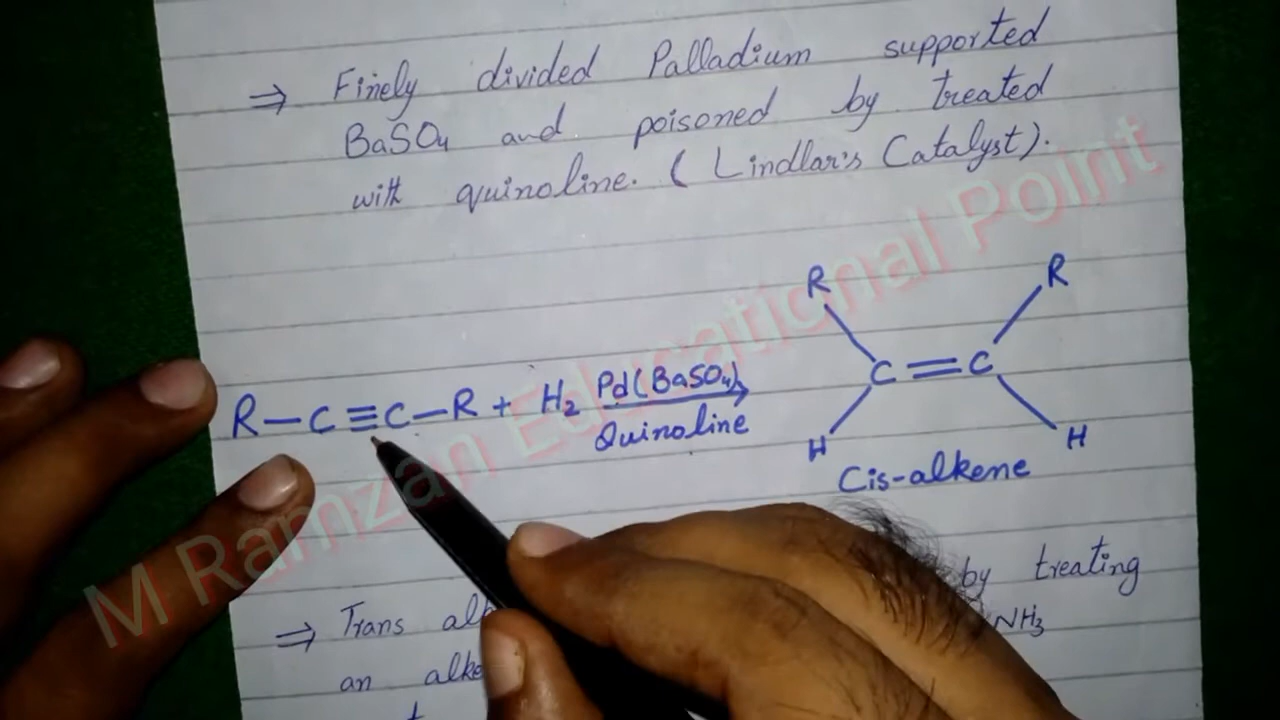 ⇒ Finely divided Palladium supported
BaSO₄ and poisoned by treated
with quinoline. (Lindlar's Catalyst).
R R
R–C≡C–R + H₂ Pd(BaSO₄) C=C
Quinoline
H H
Cis-alkene
by treating
⇒ Trans NH₃
an
M Ramzan Educational Point